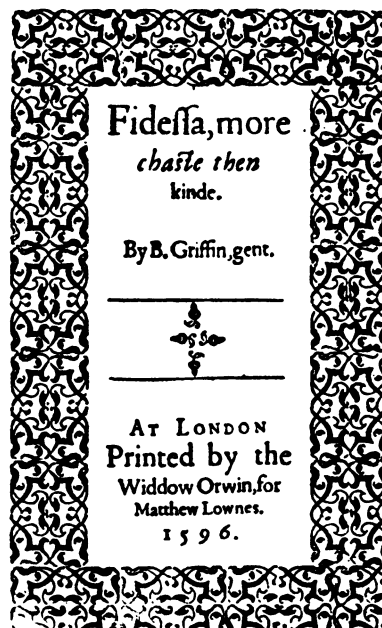 Fideſſa, more
chaſte then
kinde.
By B. Griffin, gent.
AT LONDON
Printed by the
Widdow Orwin, for
Matthew Lownes.
1596.